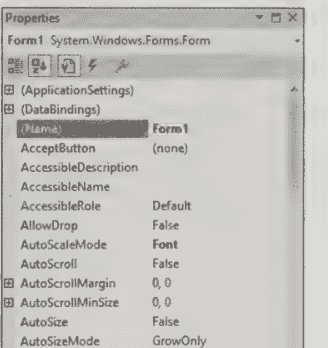 Properties
Form1 System.Windows.Forms.Form
(ApplicationSettings)
(DataBindings)
(Name) Form1
AcceptButton (none)
AccessibleDescription
AccessibleName
AccessibleRole Default
AllowDrop False
AutoScaleMode Font
AutoScroll False
AutoScrollMargin 0, 0
AutoScrollMinSize 0, 0
AutoSize False
AutoSizeMode GrowOnly